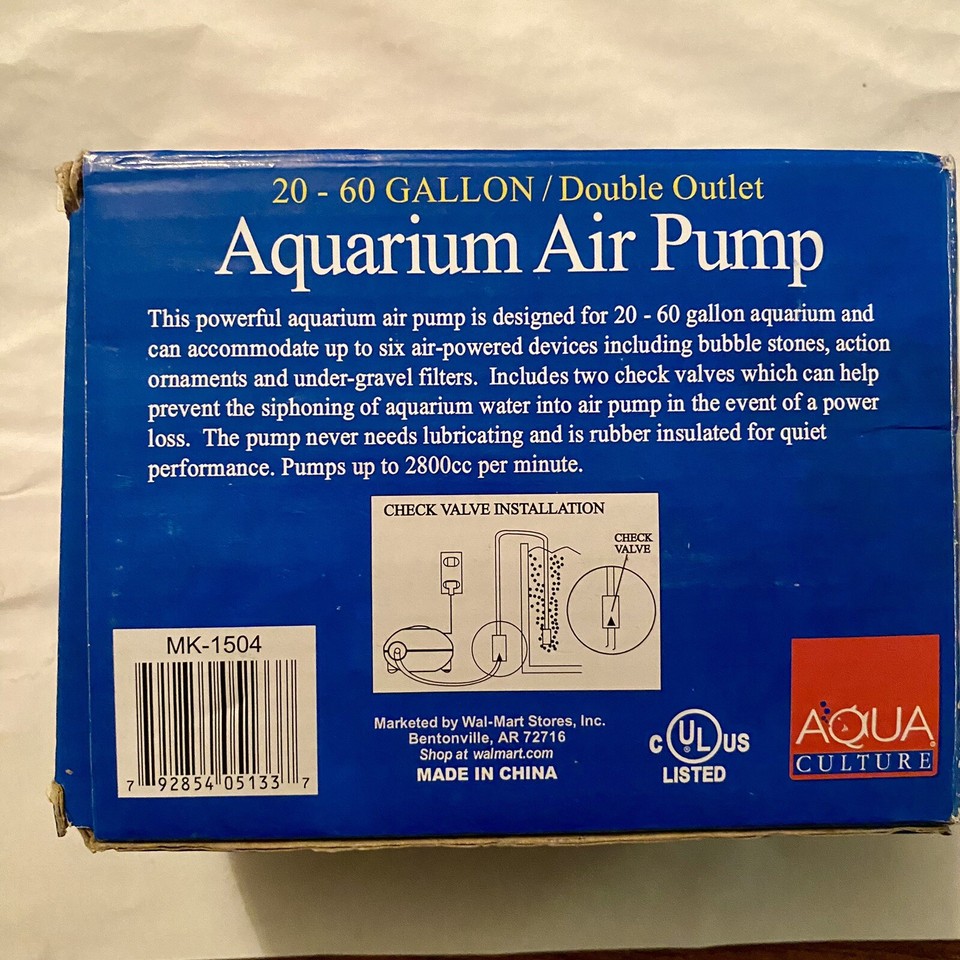 20 - 60 GALLON / Double Outlet
Aquarium Air Pump
This powerful aquarium air pump is designed for 20 - 60 gallon aquarium and
can accommodate up to six air-powered devices including bubble stones, action
ornaments and under-gravel filters. Includes two check valves which can help
prevent the siphoning of aquarium water into air pump in the event of a power
loss. The pump never needs lubricating and is rubber insulated for quiet
performance. Pumps up to 2800cc per minute.
CHECK VALVE INSTALLATION
CHECK
VALVE
MK-1504
7 92854 05133 7
Marketed by Wal-Mart Stores, Inc.
Bentonville, AR 72716
Shop at walmart.com
MADE IN CHINA
C UL US
®
LISTED
AQUA
CULTURE